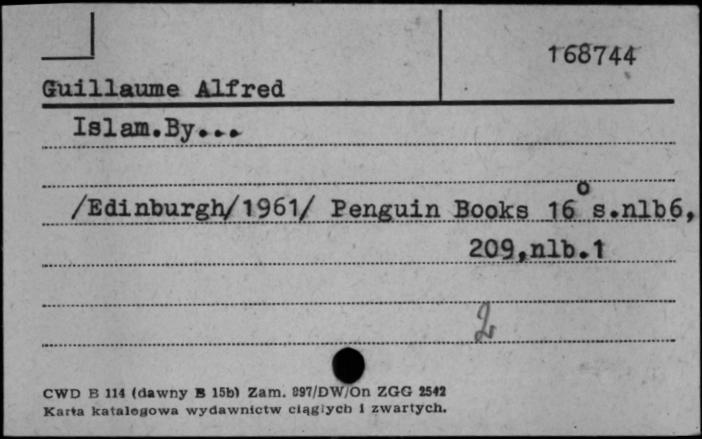 168744
Guillaume Alfred
Islam.By...
/Edinburgh/1961/ Penguin Books 16° s.nlb6,
209,nlb.1
2
CWD B 114 (dawny B 15b) Zam. 897/DW/On ZGG 2542
Karta katalogowa wydawnictw ciągłych i zwartych.